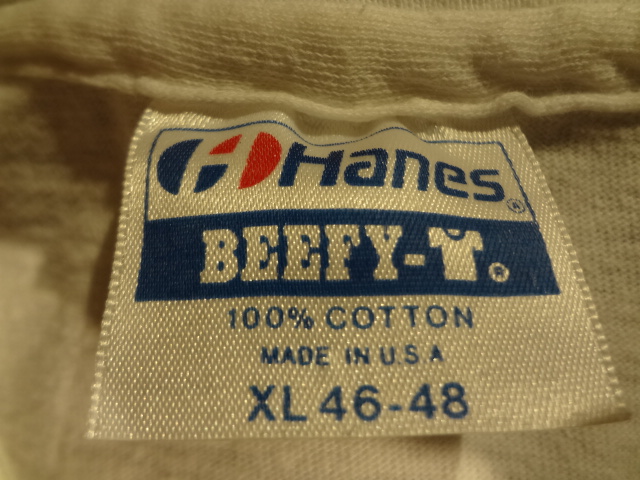 Hanes®
BEEFY-T®
100% COTTON
MADE IN U.S.A
XL 46-48